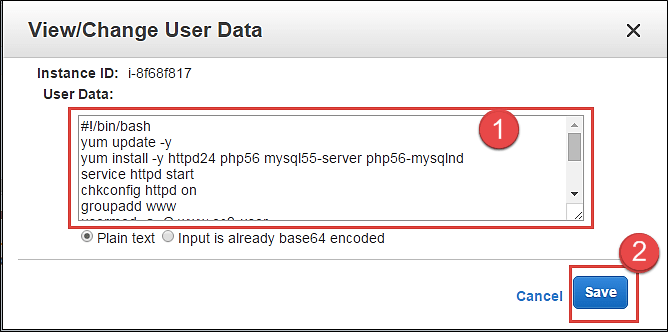 View/Change User Data
Instance ID: i-8f68f817
User Data:
#!/bin/bash
1
yum update -y
yum install -y httpd24 php56 mysql55-server php56-mysqlnd
service httpd start
chkconfig httpd on
groupadd www
Plain text Input is already base64 encoded
2
Cancel Save